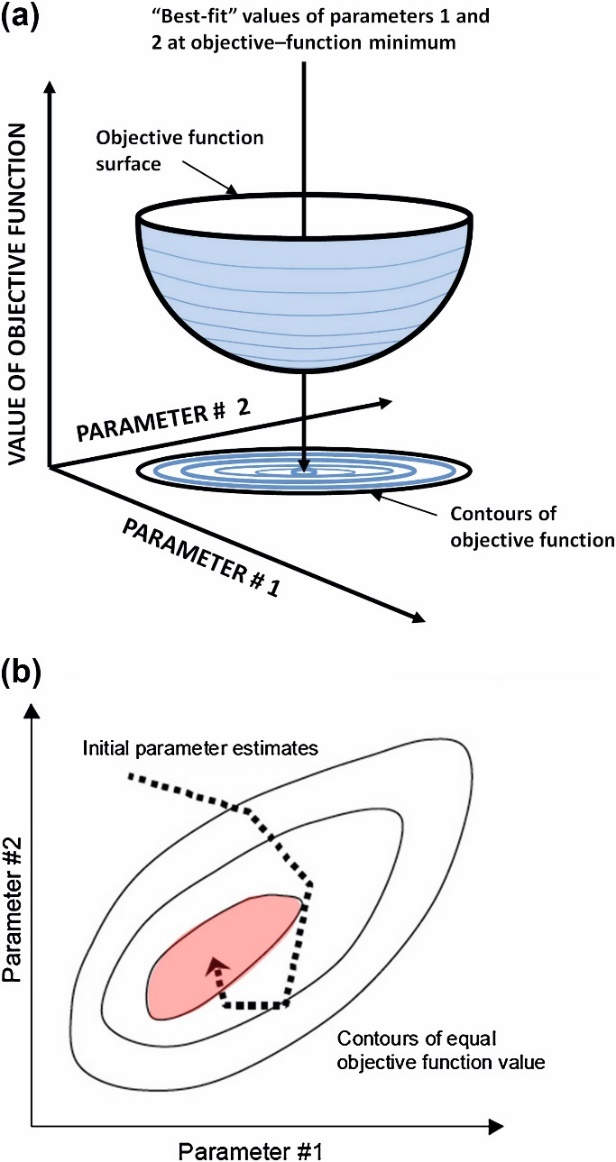 (a)
“Best-fit” values of parameters 1 and
2 at objective–function minimum
Objective function
surface
VALUE OF OBJECTIVE FUNCTION
PARAMETER # 2
PARAMETER # 1
Contours of
objective function
(b)
Initial parameter estimates
Parameter #2
Contours of equal
objective function value
Parameter #1